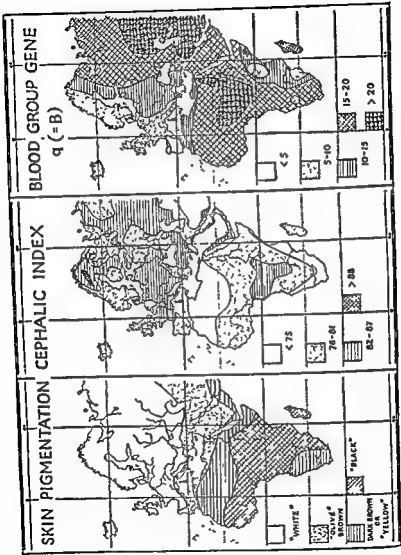 SKIN PIGMENTATION
"WHITE"
"OLIVE"
BROWN
DARK BROWN
OR
"YELLOW"
"BLACK"
CEPHALIC INDEX
< 75
76-81
82-87
> 88
BLOOD GROUP GENE
q (= B)
< 5
5-10
10-15
15-20
> 20